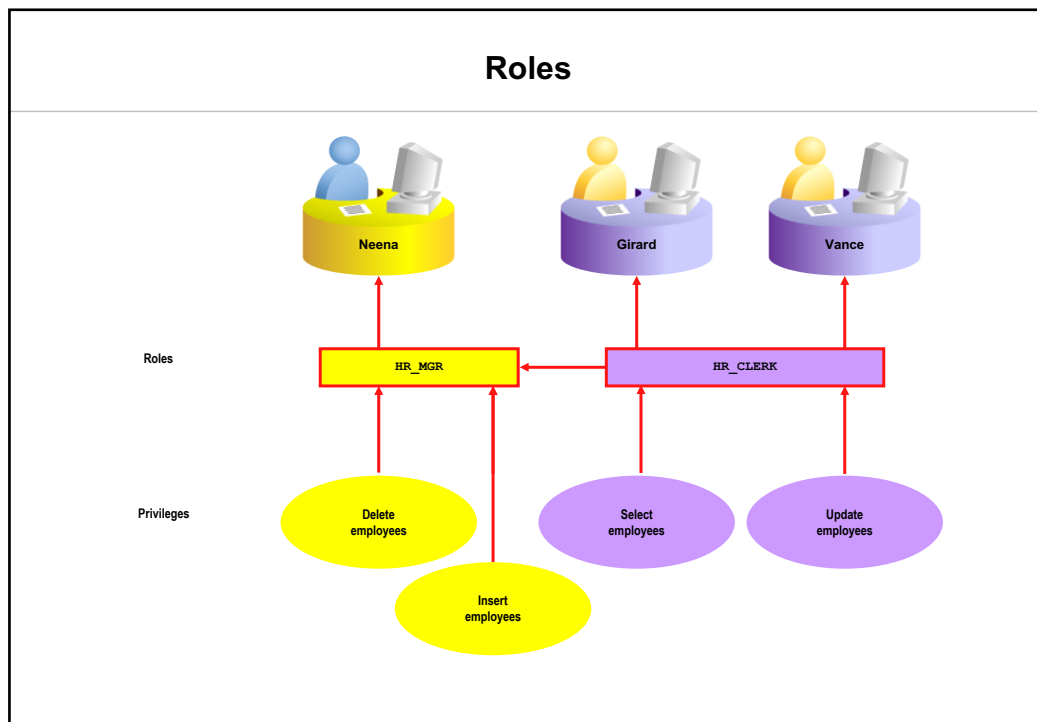 Roles
Neena
Girard
Vance
Roles
HR_MGR
HR_CLERK
Privileges
Delete
employees
Select
employees
Update
employees
Insert
employees